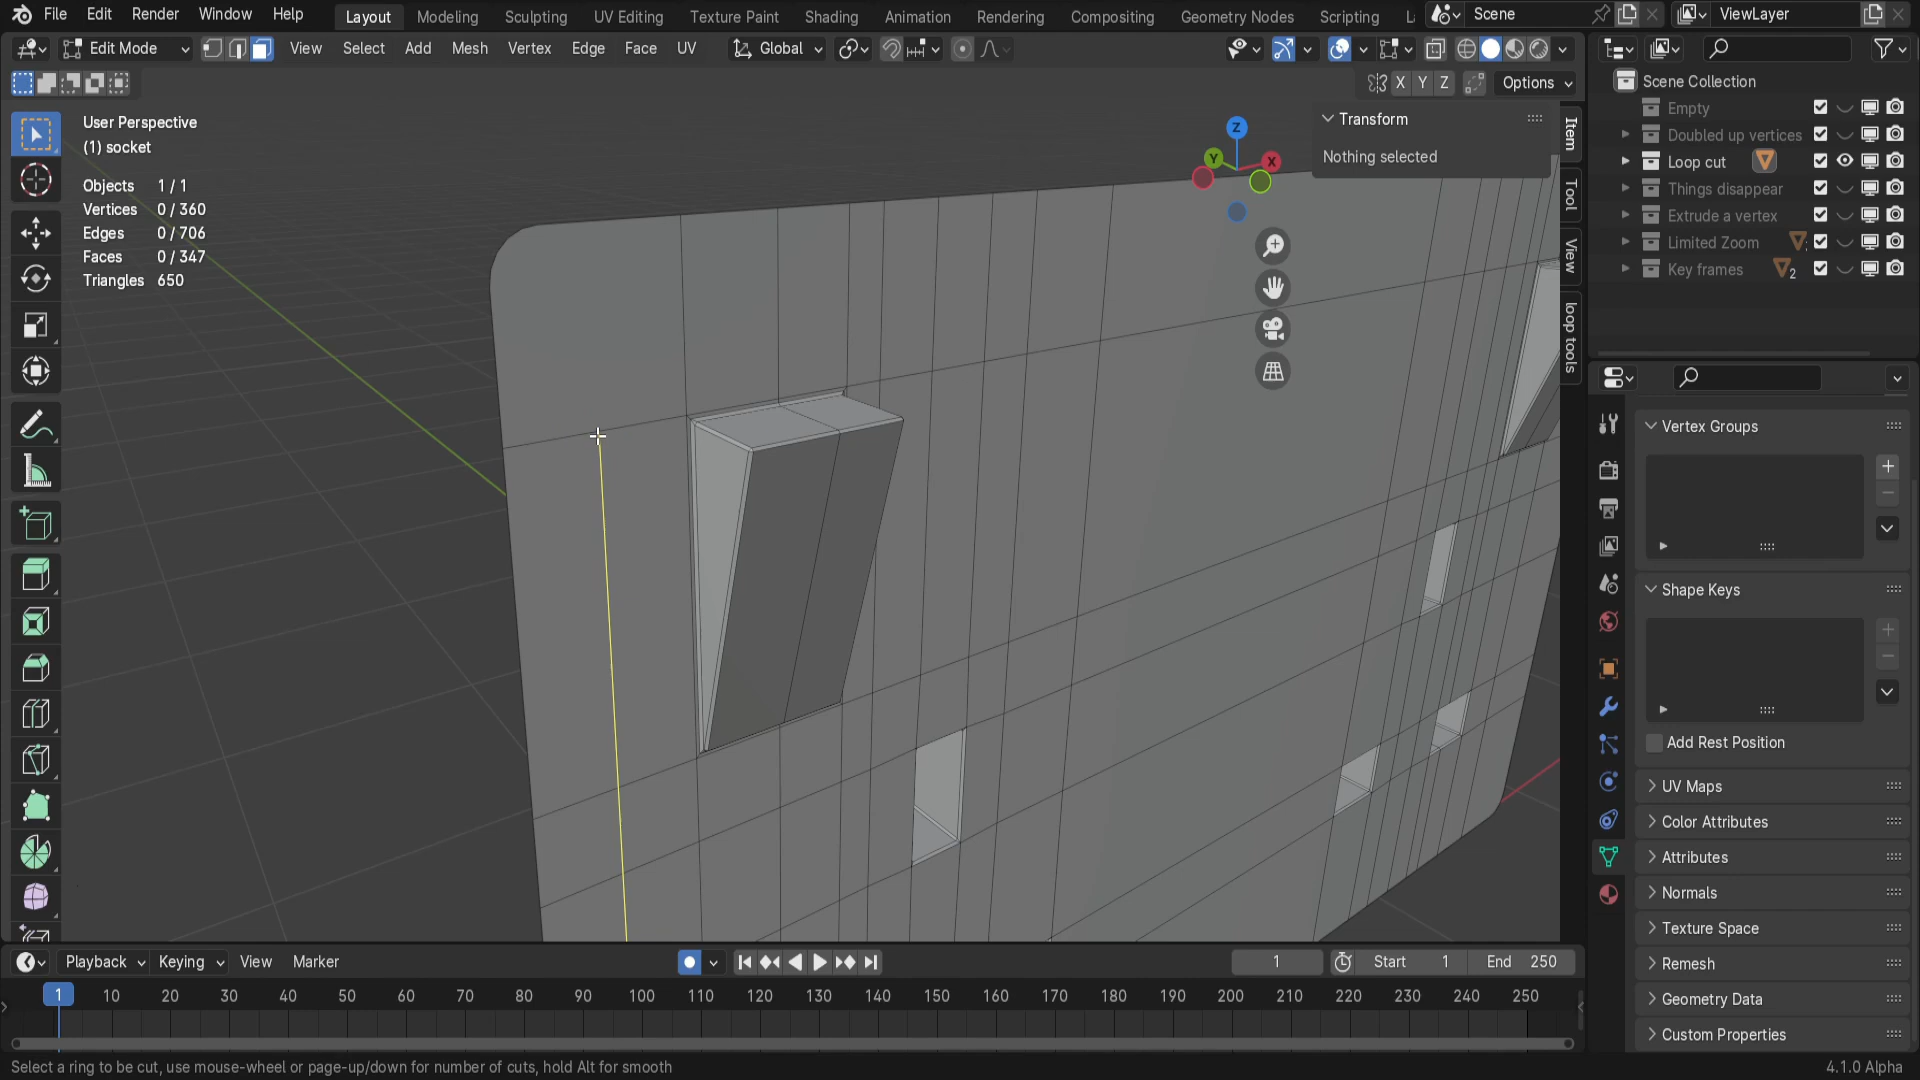 File Edit Render Window Help Layout Modeling Sculpting UV Editing Texture Paint Shading Animation Rendering Compositing Geometry Nodes Scripting Scene ViewLayer
Edit Mode View Select Add Mesh Vertex Edge Face UV Global
X Y Z Options
User Perspective
(1) socket
Objects 1 / 1
Vertices 0 / 360
Edges 0 / 706
Faces 0 / 347
Triangles 650
Z
Y
X
Transform
Nothing selected
Item
Tool
View
loop tools
Scene Collection
Empty
Doubled up vertices
Loop cut
Things disappear
Extrude a vertex
Limited Zoom
Key frames 2
Vertex Groups
Shape Keys
Add Rest Position
UV Maps
Color Attributes
Attributes
Normals
Texture Space
Remesh
Geometry Data
Custom Properties
Playback Keying View Marker 1 Start 1 End 250
1 10 20 30 40 50 60 70 80 90 100 110 120 130 140 150 160 170 180 190 200 210 220 230 240 250
Select a ring to be cut, use mouse-wheel or page-up/down for number of cuts, hold Alt for smooth 4.1.0 Alpha